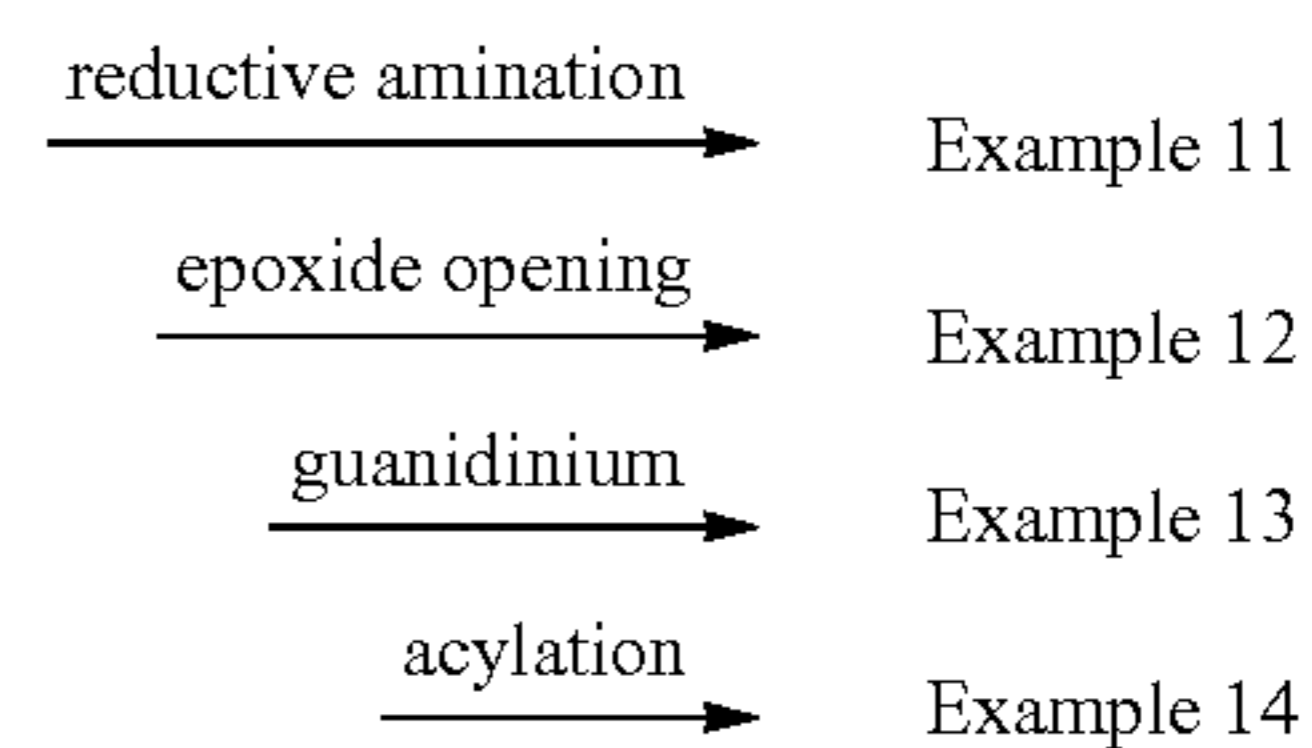 reductive amination
Example 11
epoxide opening
Example 12
guanidinium
Example 13
acylation
Example 14